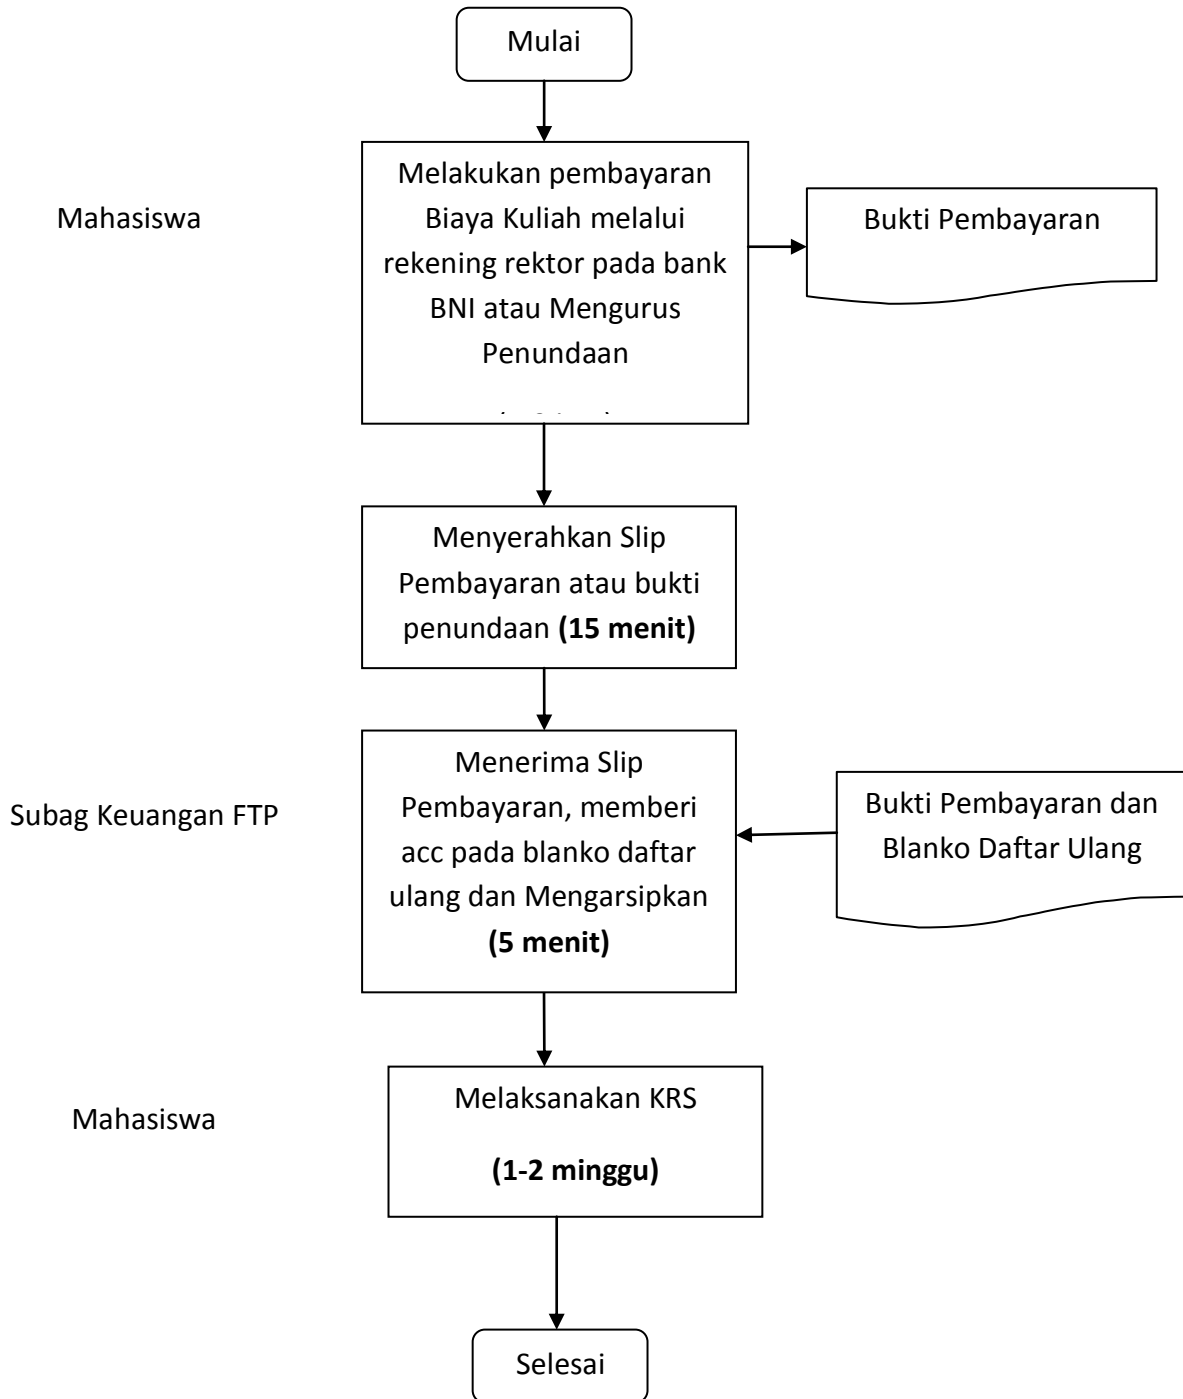 Mulai
Mahasiswa
Melakukan pembayaran
Biaya Kuliah melalui
rekening rektor pada bank
BNI atau Mengurus
Penundaan
Bukti Pembayaran
Menyerahkan Slip
Pembayaran atau bukti
penundaan (15 menit)
Subag Keuangan FTP
Menerima Slip
Pembayaran, memberi
acc pada blanko daftar
ulang dan Mengarsipkan
(5 menit)
Bukti Pembayaran dan
Blanko Daftar Ulang
Mahasiswa
Melaksanakan KRS
(1-2 minggu)
Selesai